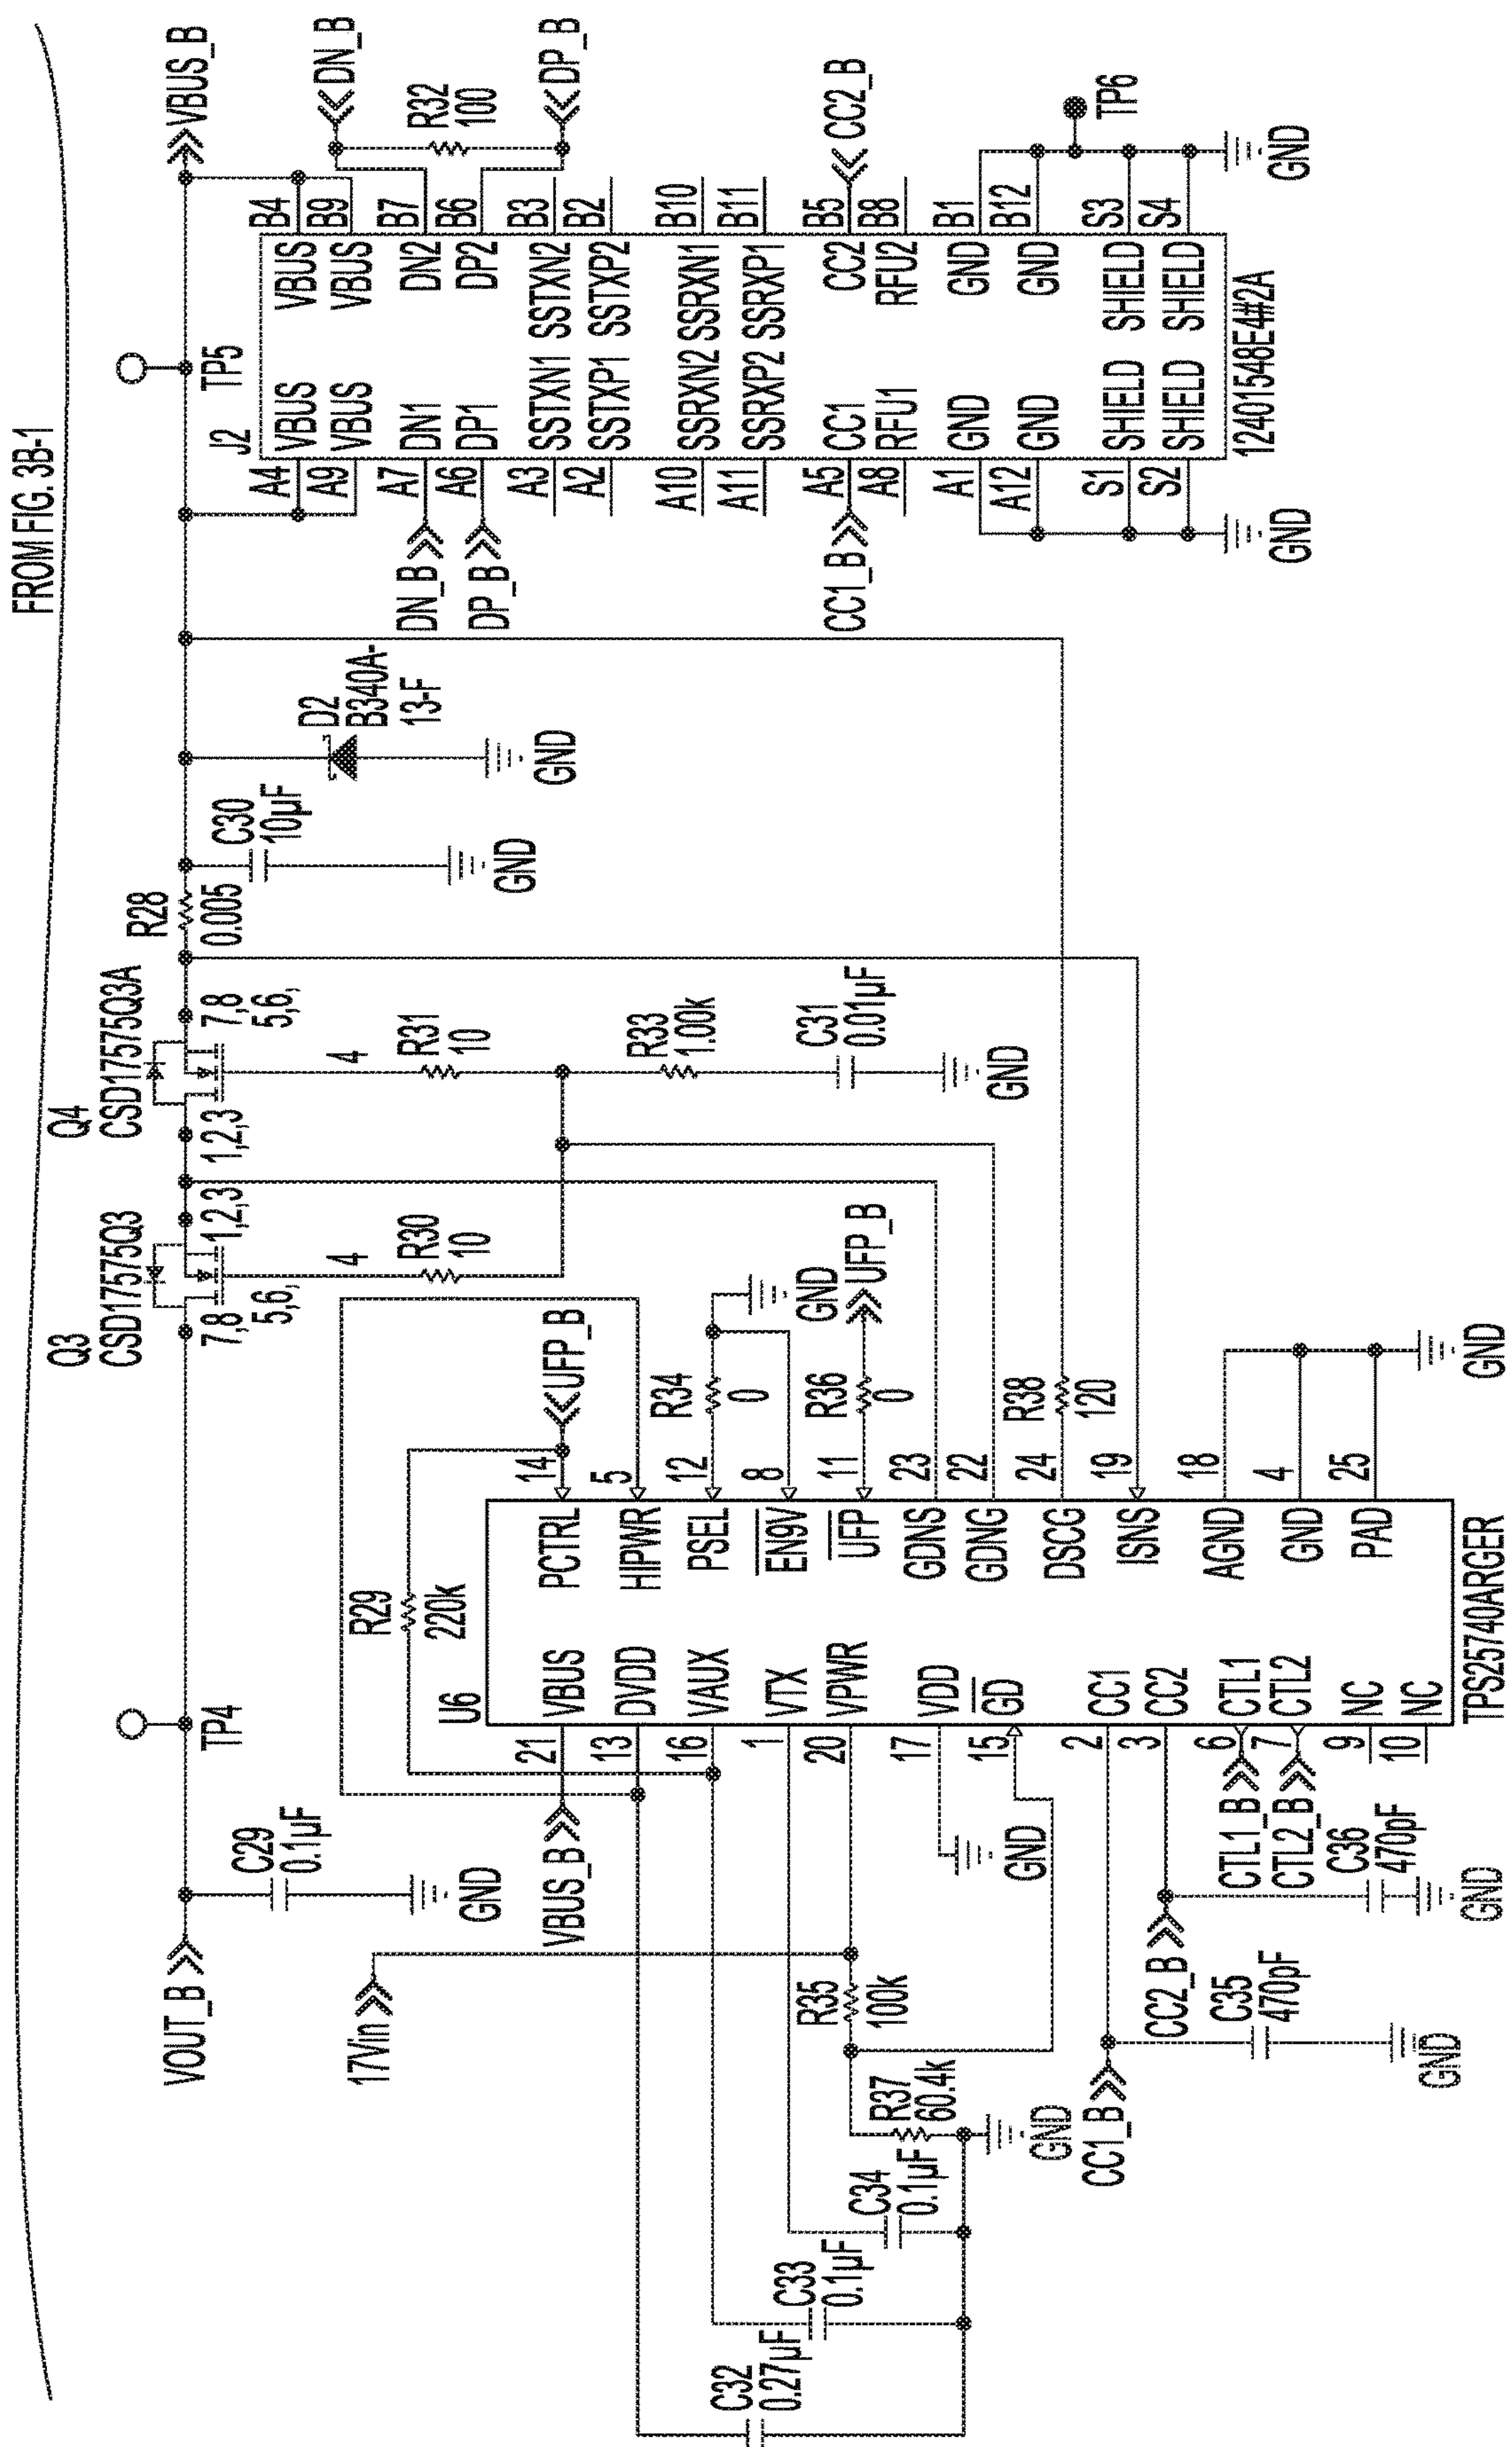 FROM FIG. 3B-1
VOUT_B
C29
0.1µF
GND
TP4
Q3
CSD17575Q3
7,8
5,6,
1,2,3
4
R30
10
Q4
CSD17575Q3A
1,2,3
7,8
5,6,
4
R31
10
R33
1.00k
C31
0.01µF
GND
R28
0.005
C30
10µF
GND
D2
B340A-
13-F
GND
TP5
VBUS_B
17Vin
VBUS_B
R29
220k
UFP_B
U6
21 VBUS
13 DVDD
16 VAUX
1 VTX
20 VPWR
17 VDD
15 GD
2 CC1
3 CC2
6 CTL1
7 CTL2
9 NC
10 NC
PCTRL 14
HIPWR 5
PSEL 12
EN9V 8
UFP 11
GDNS 23
GDNG 22
DSCG 24
ISNS 19
AGND 18
GND 4
PAD 25
TPS25740ARGER
R34
0
GND
R36
0
UFP_B
R38
120
GND
GND
R35
100k
R37
60.4k
GND
C34
0.1µF
C33
0.1µF
C32
0.27µF
CC1_B
C35
470pF
GND
CC2_B
CTL1_B
CTL2_B
C36
470pF
GND
J2
A4 VBUS VBUS B4
A9 VBUS VBUS B9
A7 DN1 DN2 B7
A6 DP1 DP2 B6
A3 SSTXN1 SSTXN2 B3
A2 SSTXP1 SSTXP2 B2
A10 SSRXN2 SSRXN1 B10
A11 SSRXP2 SSRXP1 B11
A5 CC1 CC2 B5
A8 RFU1 RFU2 B8
A1 GND GND B1
A12 GND GND B12
S1 SHIELD SHIELD S3
S2 SHIELD SHIELD S4
12401548E4#2A
DN_B
DP_B
CC1_B
GND
DN_B
R32
100
DP_B
CC2_B
TP6
GND